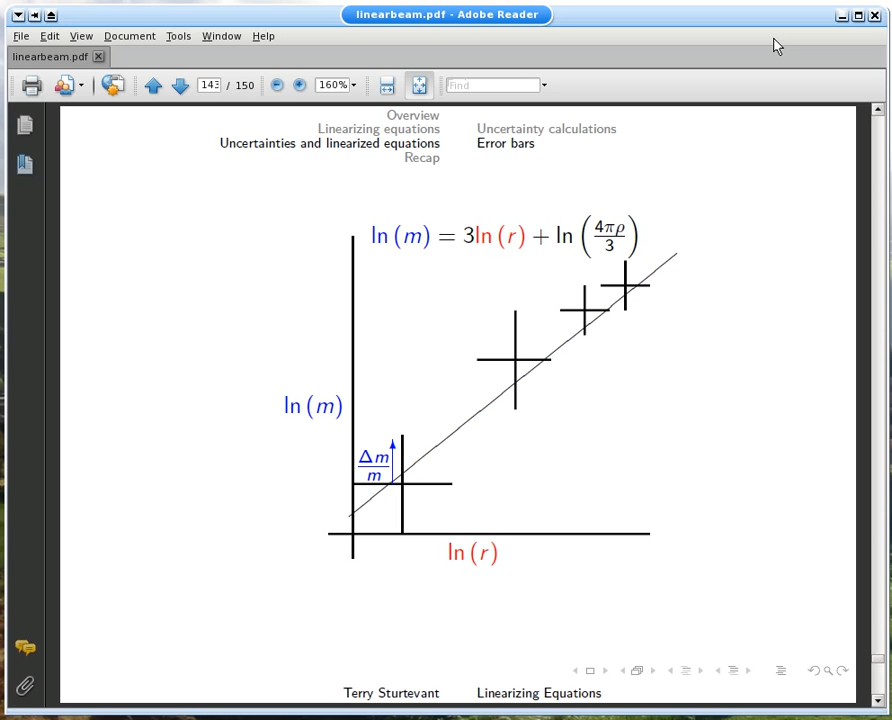 linearbeam.pdf - Adobe Reader
File Edit View Document Tools Window Help
linearbeam.pdf
143 / 150 160% Find
Overview
Linearizing equations
Uncertainties and linearized equations
Recap
Uncertainty calculations
Error bars
ln (m) = 3ln (r) + ln (4πρ/3)
ln (m)
Δm
m
ln (r)
Terry Sturtevant Linearizing Equations